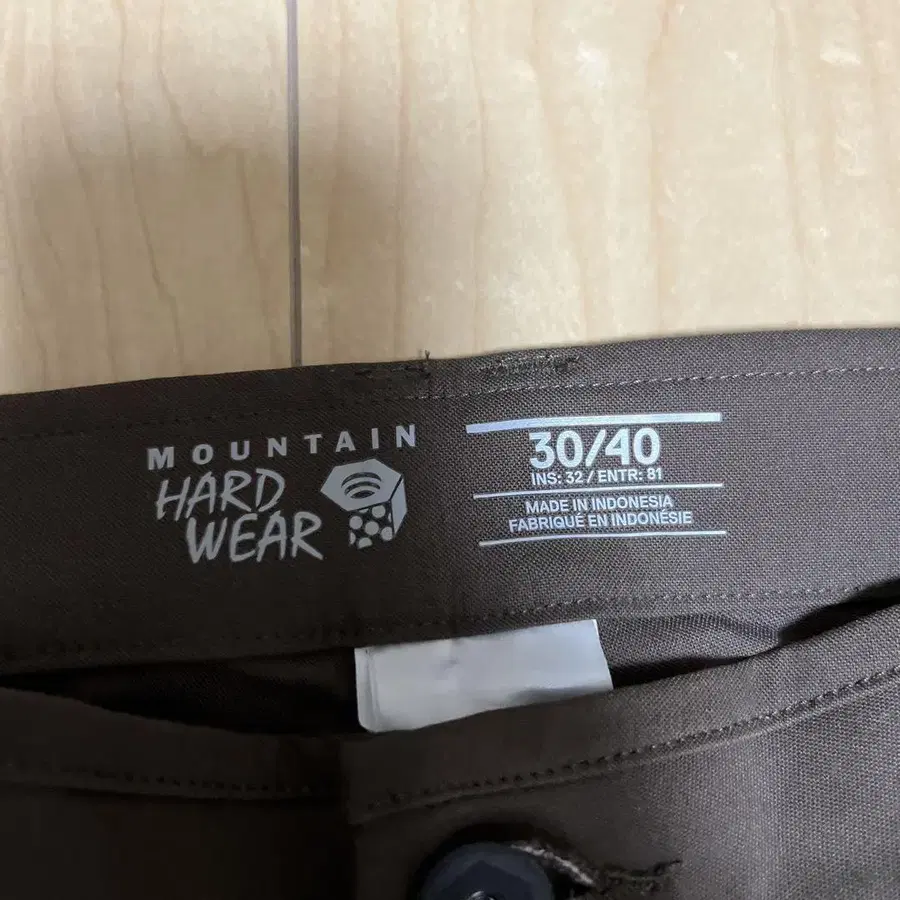 MOUNTAIN
HARD
WEAR
30/40
INS: 32 / ENTR: 81
MADE IN INDONESIA
FABRIQUÉ EN INDONÉSIE